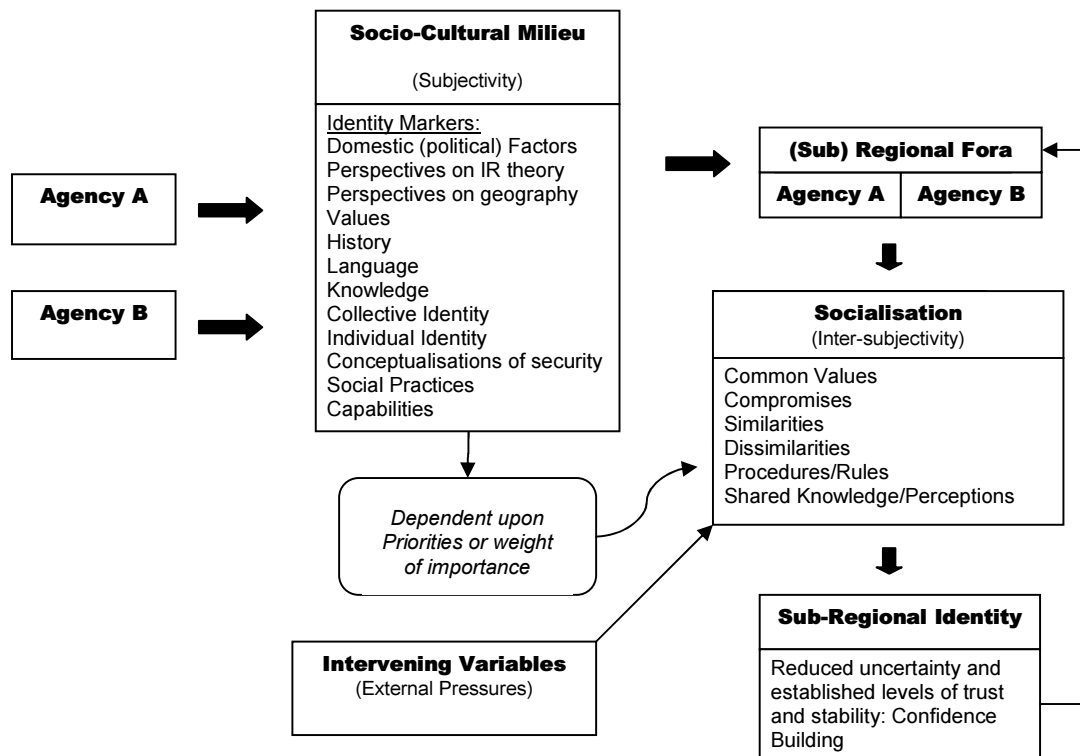 Agency A
Agency B
Socio-Cultural Milieu
(Subjectivity)
Identity Markers:
Domestic (political) Factors
Perspectives on IR theory
Perspectives on geography
Values
History
Language
Knowledge
Collective Identity
Individual Identity
Conceptualisations of security
Social Practices
Capabilities
Dependent upon
Priorities or weight
of importance
Intervening Variables
(External Pressures)
(Sub) Regional Fora
Agency A
Agency B
Socialisation
(Inter-subjectivity)
Common Values
Compromises
Similarities
Dissimilarities
Procedures/Rules
Shared Knowledge/Perceptions
Sub-Regional Identity
Reduced uncertainty and
established levels of trust
and stability: Confidence
Building